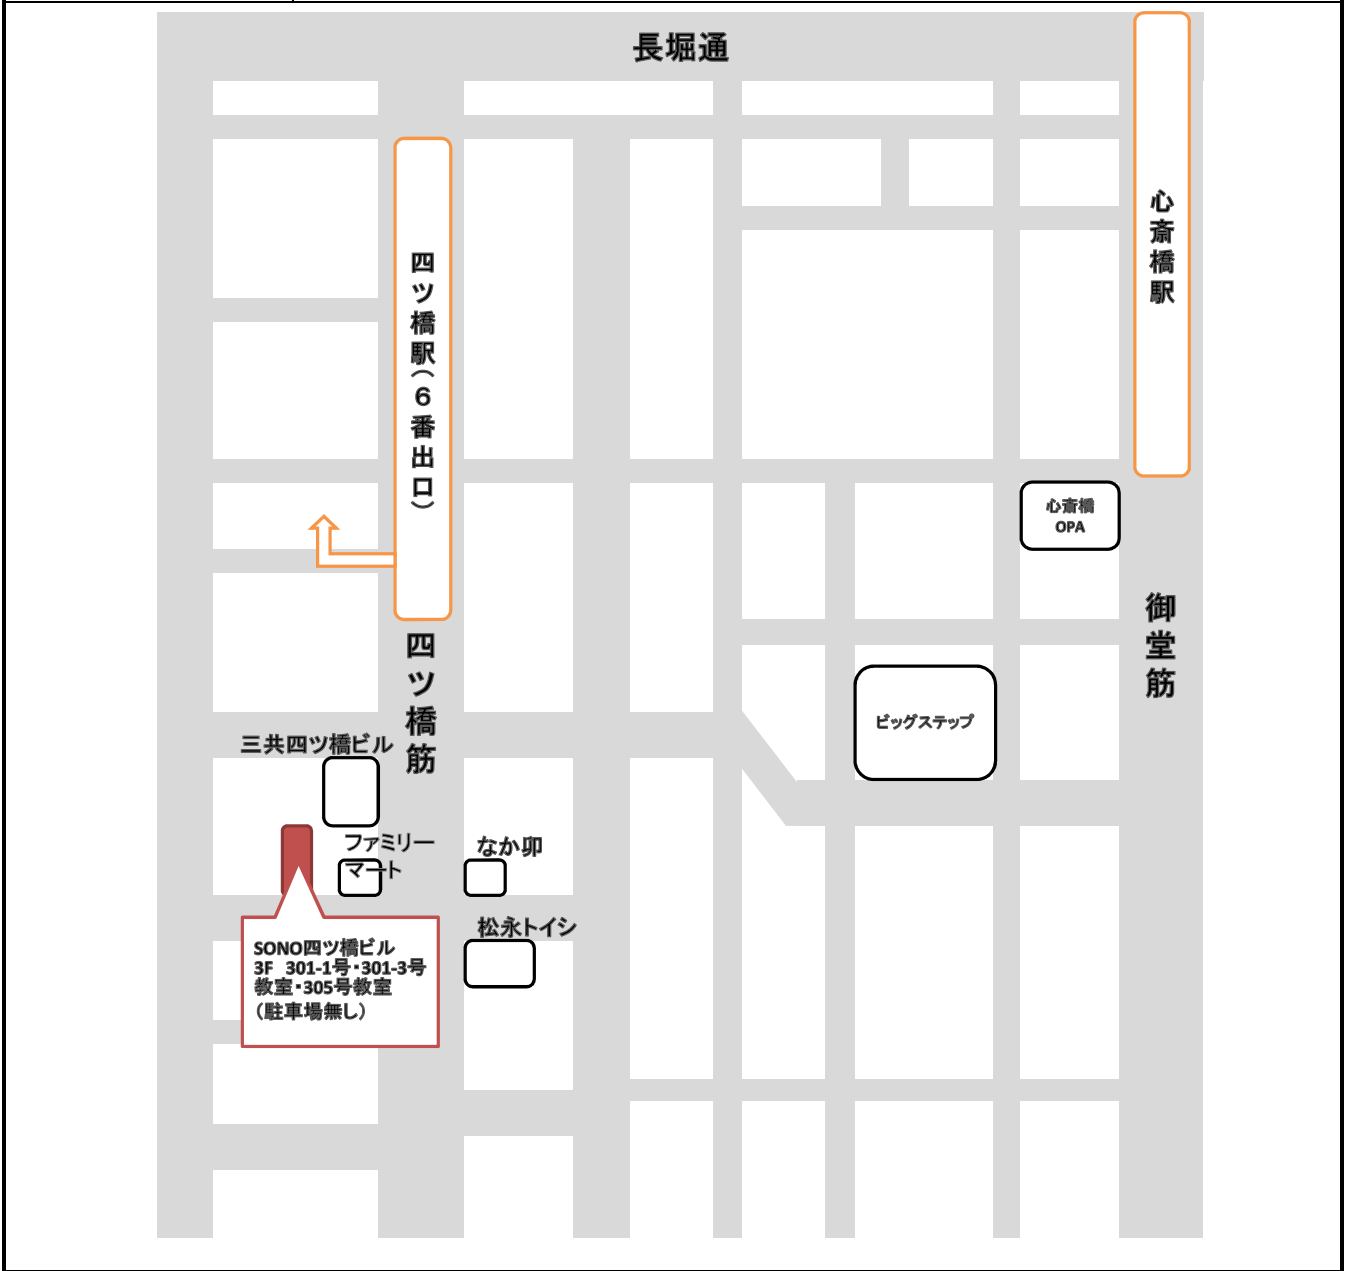 長堀通
心斎橋駅
四ツ橋駅（６番出口）
心斎橋
OPA
御堂筋
四ツ橋筋
ビッグステップ
三共四ツ橋ビル
ファミリー
マート
なか卯
松永トイシ
SONO四ツ橋ビル
3F 301-1号・301-3号
教室・305号教室
（駐車場無し）